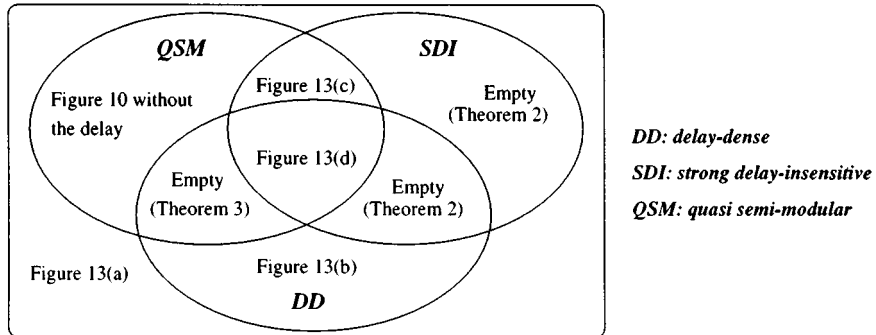 QSM
SDI
Figure 13(c)
Figure 10 without
the delay
Empty
(Theorem 2)
Figure 13(d)
Empty
(Theorem 3)
Empty
(Theorem 2)
Figure 13(a)
Figure 13(b)
DD
DD: delay-dense
SDI: strong delay-insensitive
QSM: quasi semi-modular